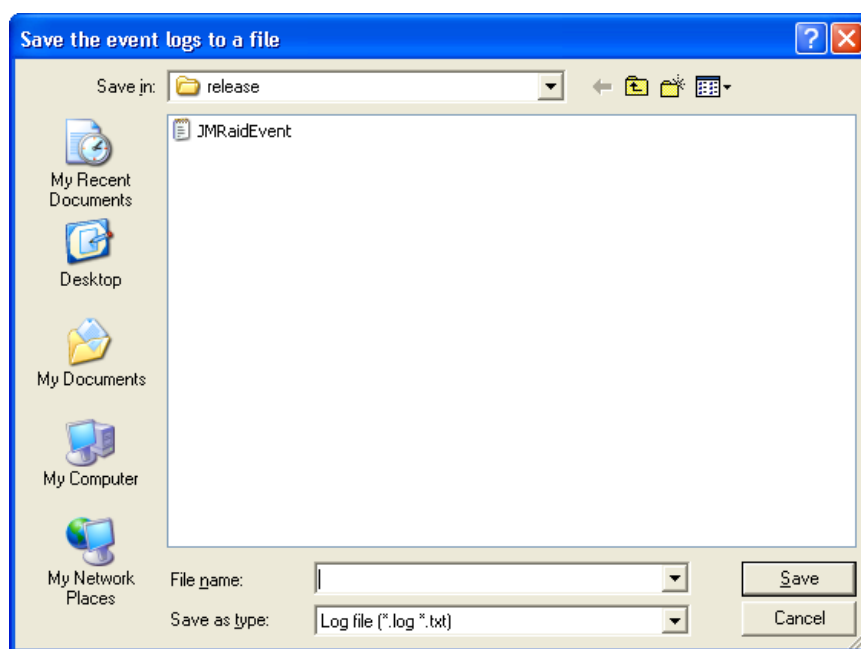 Save the event logs to a file
Save in:
release
JMRaidEvent
My Recent
Documents
Desktop
My Documents
My Computer
My Network
Places
File name:
Save
Save as type:
Log file (*.log *.txt)
Cancel